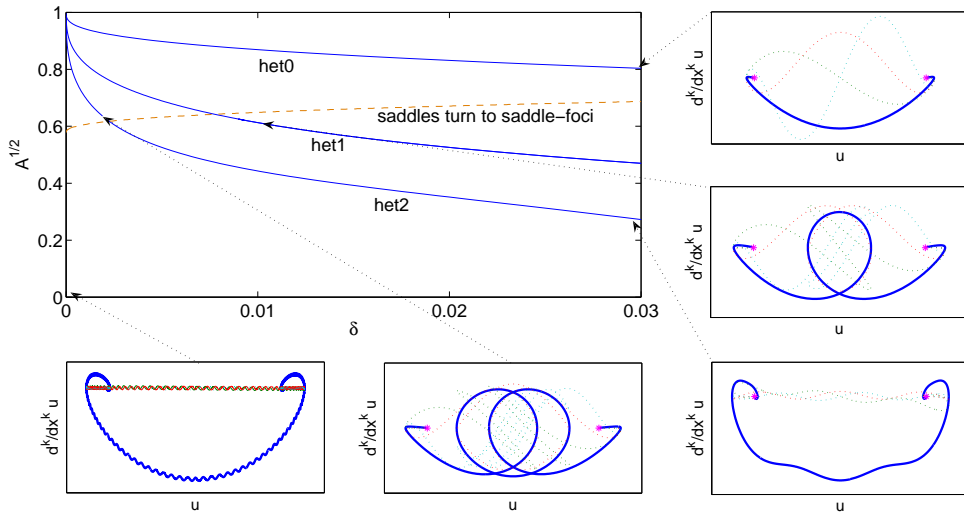 1
0.8
0.6
0.4
0.2
0
A^{1/2}
het0
saddles turn to saddle−foci
het1
het2
0
0.01
0.02
0.03
δ
d^k/dx^k u
u
d^k/dx^k u
u
d^k/dx^k u
u
d^k/dx^k u
u
d^k/dx^k u
u